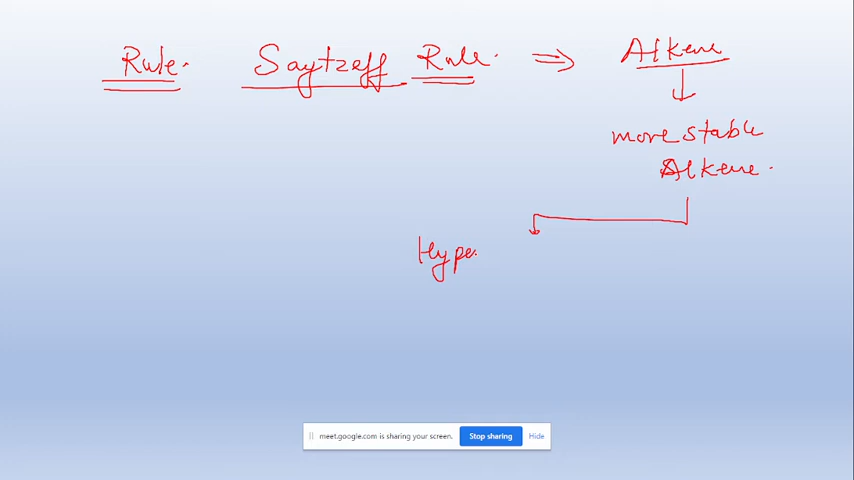 Rule. Saytzeff Rule. ⇒ Alkene
more stable
Alkene.
Hype.
meet.google.com is sharing your screen. Stop sharing Hide